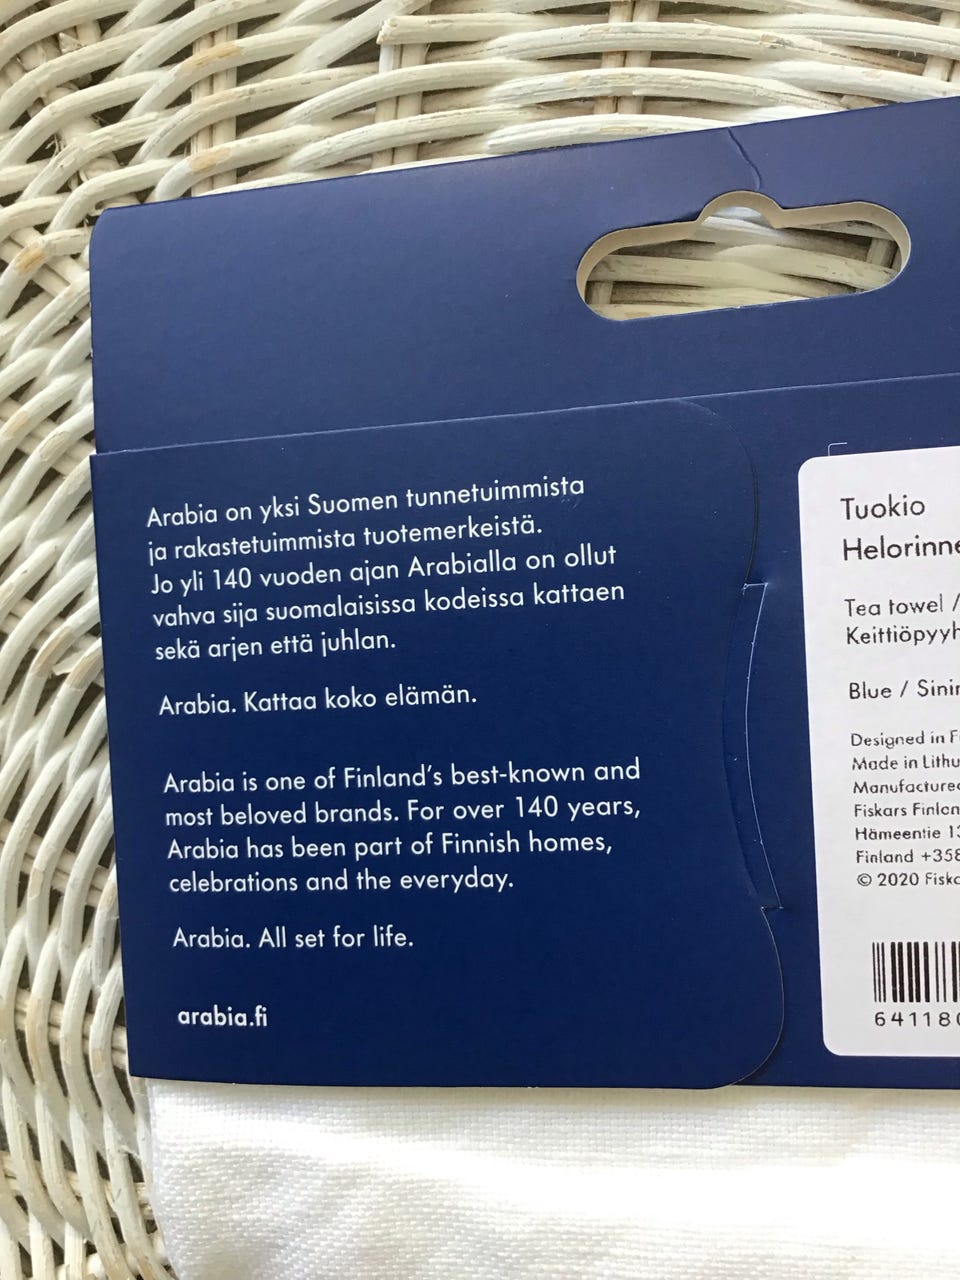 Arabia on yksi Suomen tunnetuimmista
ja rakastetuimmista tuotemerkeistä.
Jo yli 140 vuoden ajan Arabialla on ollut
vahva sija suomalaisissa kodeissa kattaen
sekä arjen että juhlan.
Arabia. Kattaa koko elämän.
Arabia is one of Finland's best-known and
most beloved brands. For over 140 years,
Arabia has been part of Finnish homes,
celebrations and the everyday.
Arabia. All set for life.
arabia.fi
Tuokio
Tea towel /
Blue /
Designed in
Made in
Fiskars
Hämeentie
Finland +358
© 2020
64118